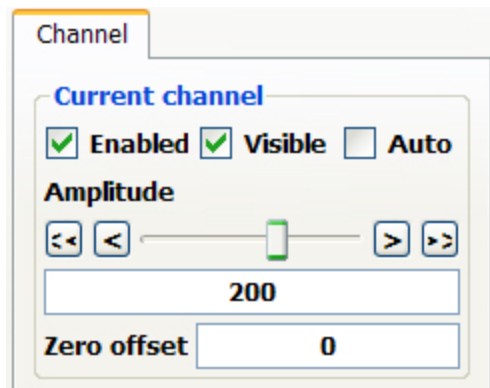 Channel
Current channel
Enabled Visible Auto
Amplitude
<< < > >>
200
Zero offset 0